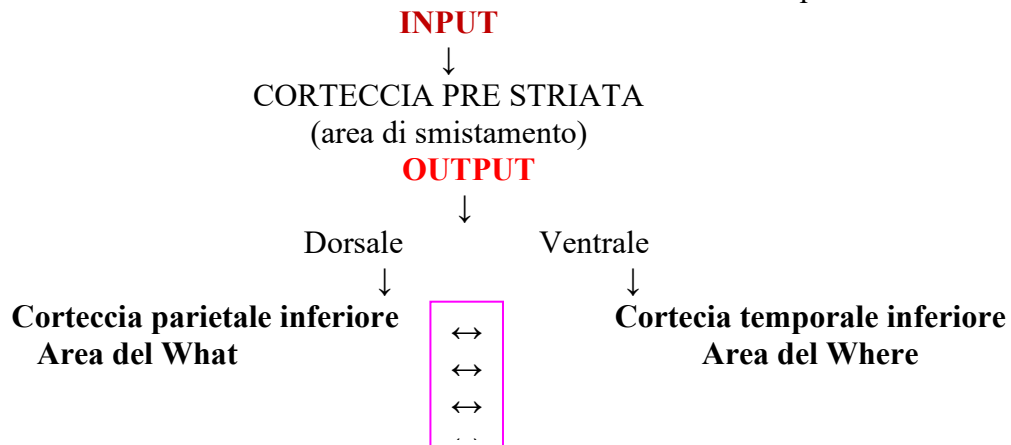 INPUT
↓
CORTECCIA PRE STRIATA
(area di smistamento)
OUTPUT
↓
Dorsale Ventrale
↓ ↓
Corteccia parietale inferiore ↔ Cortecia temporale inferiore
Area del What ↔ Area del Where
↔